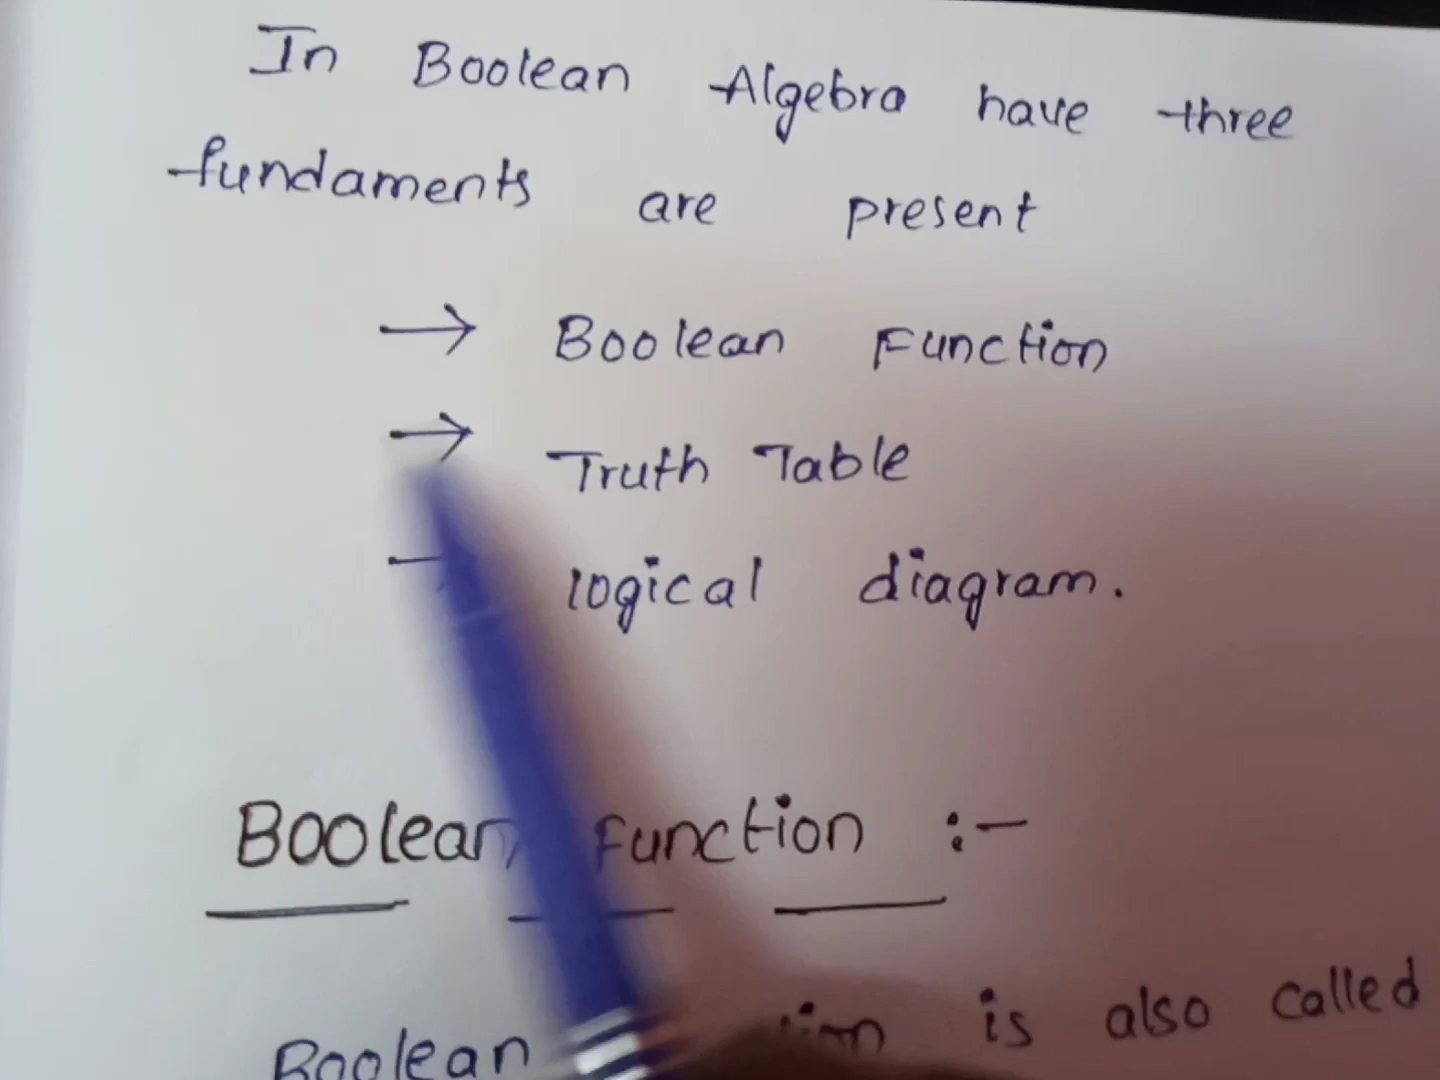 In Boolean Algebra have three
fundaments are present
→ Boolean Function
→ Truth Table
→ logical diagram.
Boolean Function :-
Boolean is also called